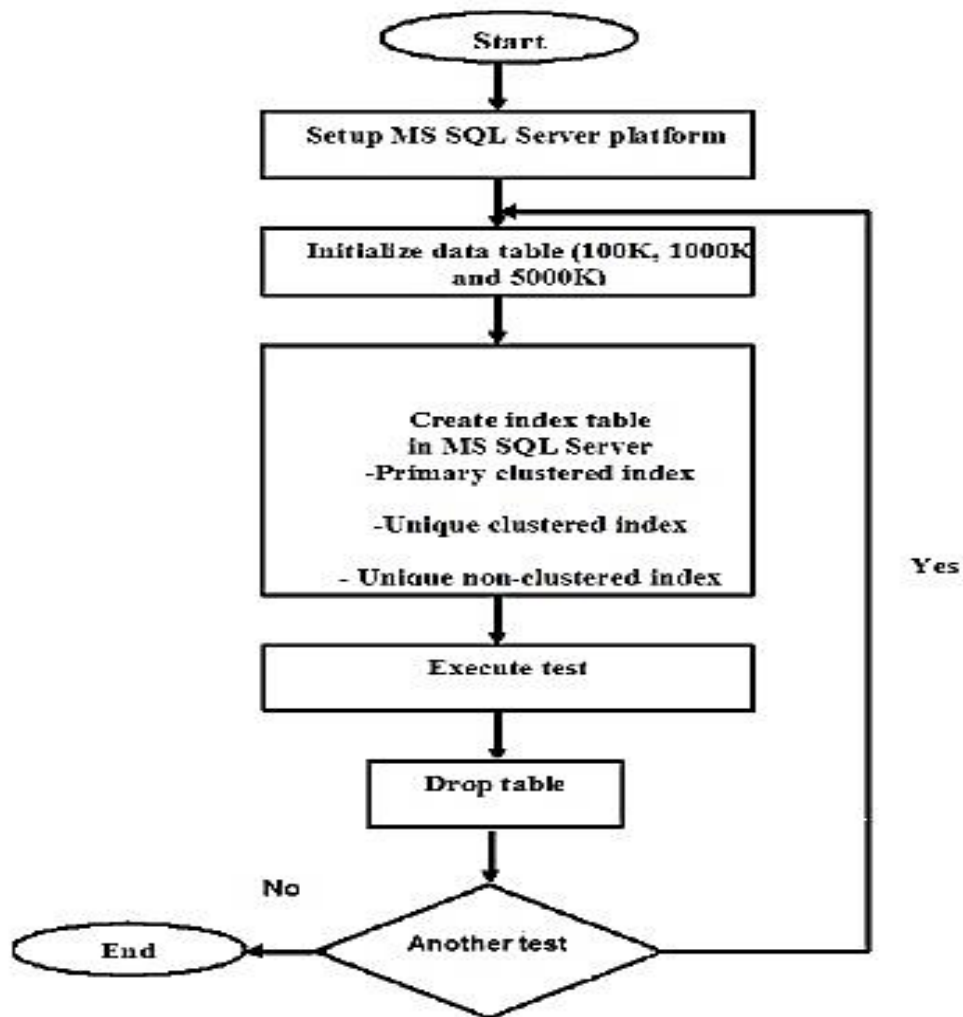 Start
Setup MS SQL Server platform
Initialize data table (100K, 1000K
and 5000K)
Create index table
in MS SQL Server
-Primary clustered index
-Unique clustered index
- Unique non-clustered index
Yes
Execute test
Drop table
No
Another test
End